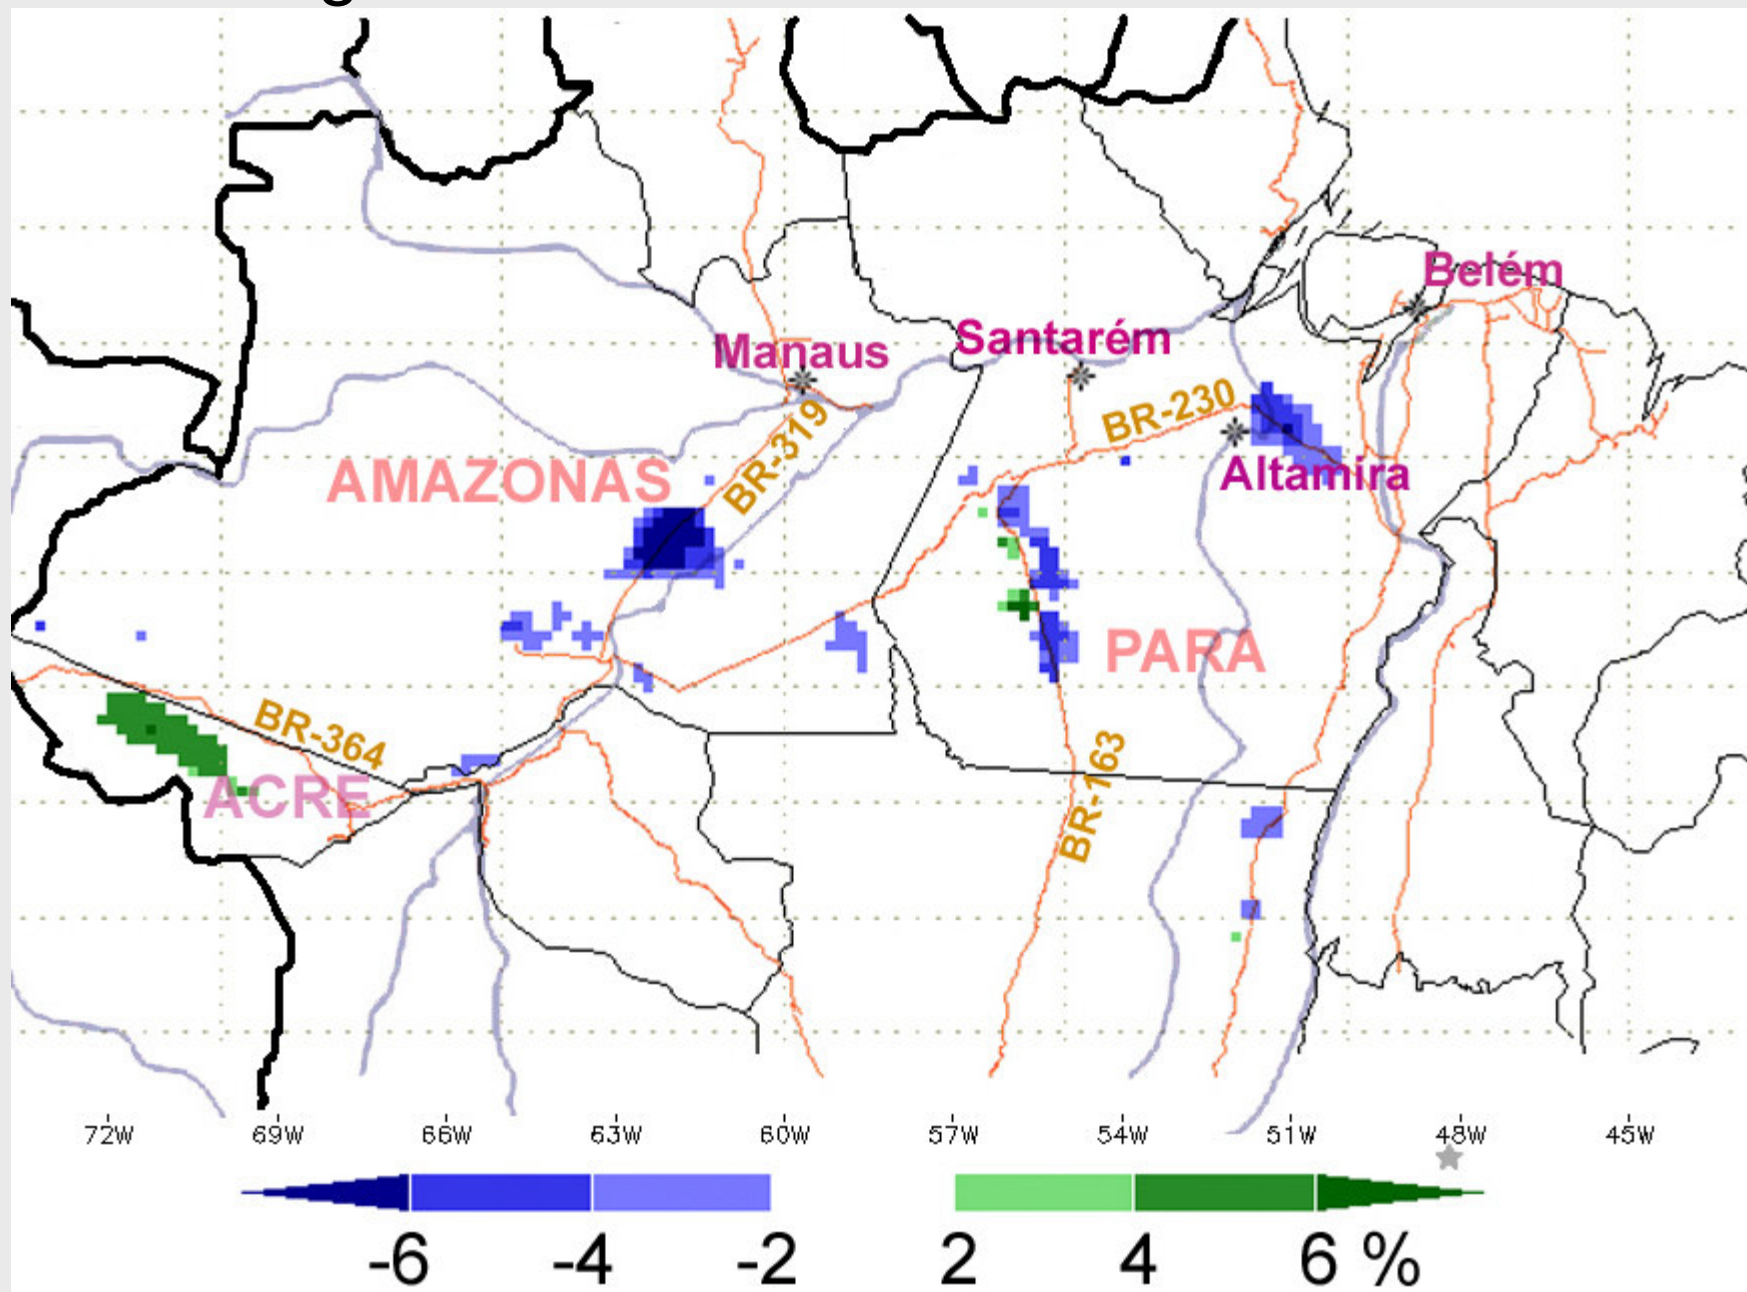 Belém
Santarém
Manaus
BR-230
BR-319
AMAZONAS
Altamira
PARA
BR-364
BR-163
ACRE
72W 69W 66W 63W 60W 57W 54W 51W 48W 45W
-6 -4 -2 2 4 6 %